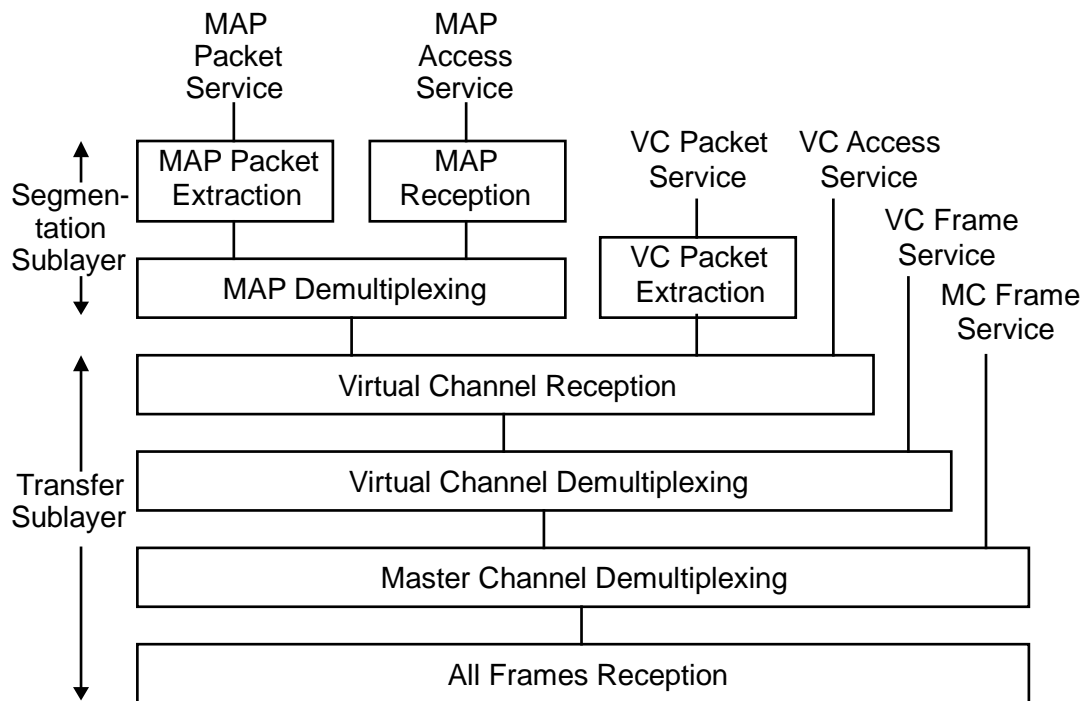 MAP
Packet
Service
MAP
Access
Service
MAP Packet
Extraction
MAP
Reception
VC Packet
Service
VC Access
Service
VC Frame
Service
MC Frame
Service
Segmen-
tation
Sublayer
VC Packet
Extraction
MAP Demultiplexing
Virtual Channel Reception
Transfer
Sublayer
Virtual Channel Demultiplexing
Master Channel Demultiplexing
All Frames Reception